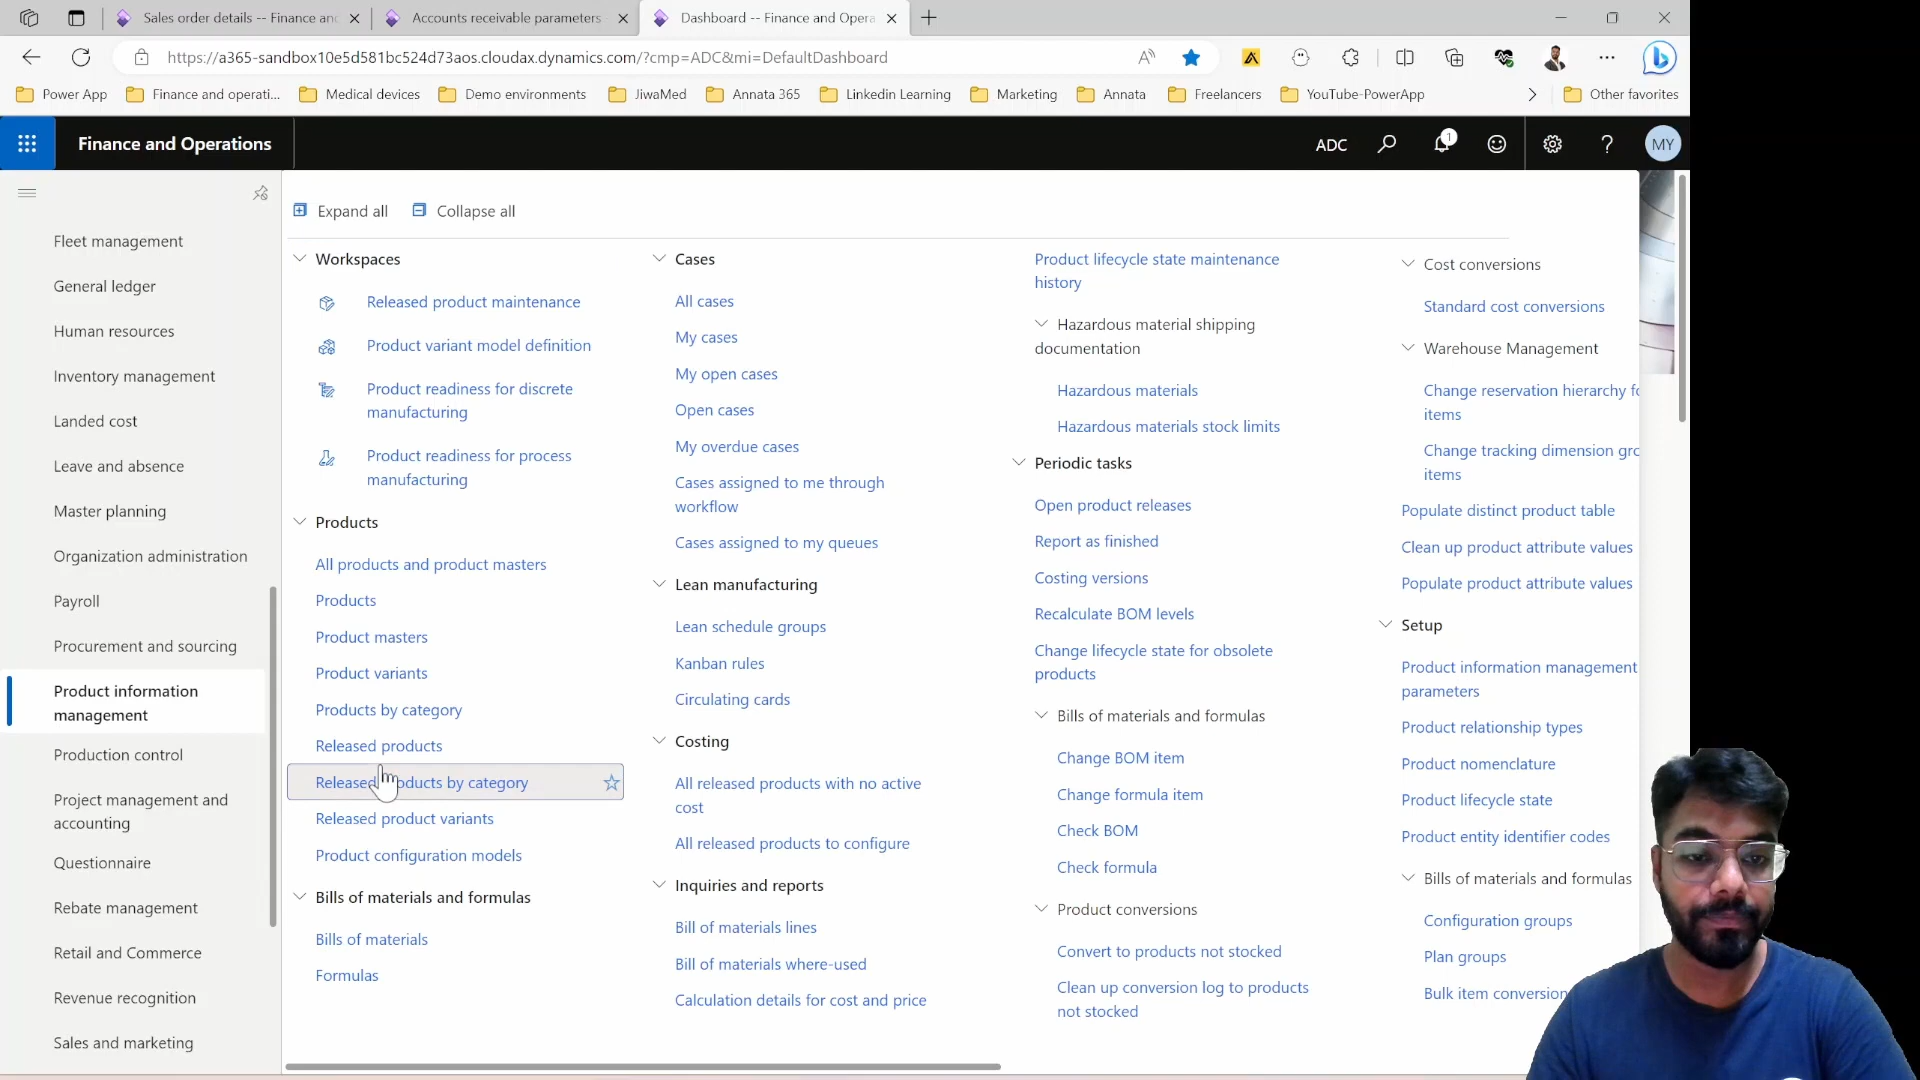 Sales order details -- Finance and
Accounts receivable parameters
Dashboard -- Finance and Opera
https://a365-sandbox10e5d581bc524d73aos.cloudax.dynamics.com/?cmp=ADC&mi=DefaultDashboard
Power App
Finance and operati...
Medical devices
Demo environments
JiwaMed
Annata 365
Linkedin Learning
Marketing
Annata
Freelancers
YouTube-PowerApp
Other favorites
Finance and Operations
ADC
1
MY
Fleet management
General ledger
Human resources
Inventory management
Landed cost
Leave and absence
Master planning
Organization administration
Payroll
Procurement and sourcing
Product information
management
Production control
Project management and
accounting
Questionnaire
Rebate management
Retail and Commerce
Revenue recognition
Sales and marketing
Expand all
Collapse all
Workspaces
Released product maintenance
Product variant model definition
Product readiness for discrete
manufacturing
Product readiness for process
manufacturing
Products
All products and product masters
Products
Product masters
Product variants
Products by category
Released products
Released products by category
Released product variants
Product configuration models
Bills of materials and formulas
Bills of materials
Formulas
Cases
All cases
My cases
My open cases
Open cases
My overdue cases
Cases assigned to me through
workflow
Cases assigned to my queues
Lean manufacturing
Lean schedule groups
Kanban rules
Circulating cards
Costing
All released products with no active
cost
All released products to configure
Inquiries and reports
Bill of materials lines
Bill of materials where-used
Calculation details for cost and price
Product lifecycle state maintenance
history
Hazardous material shipping
documentation
Hazardous materials
Hazardous materials stock limits
Periodic tasks
Open product releases
Report as finished
Costing versions
Recalculate BOM levels
Change lifecycle state for obsolete
products
Bills of materials and formulas
Change BOM item
Change formula item
Check BOM
Check formula
Product conversions
Convert to products not stocked
Clean up conversion log to products
not stocked
Cost conversions
Standard cost conversions
Warehouse Management
Change reservation hierarchy fo
items
Change tracking dimension gro
items
Populate distinct product table
Clean up product attribute values
Populate product attribute values
Setup
Product information management
parameters
Product relationship types
Product nomenclature
Product lifecycle state
Product entity identifier codes
Bills of materials and formulas
Configuration groups
Plan groups
Bulk item conversion